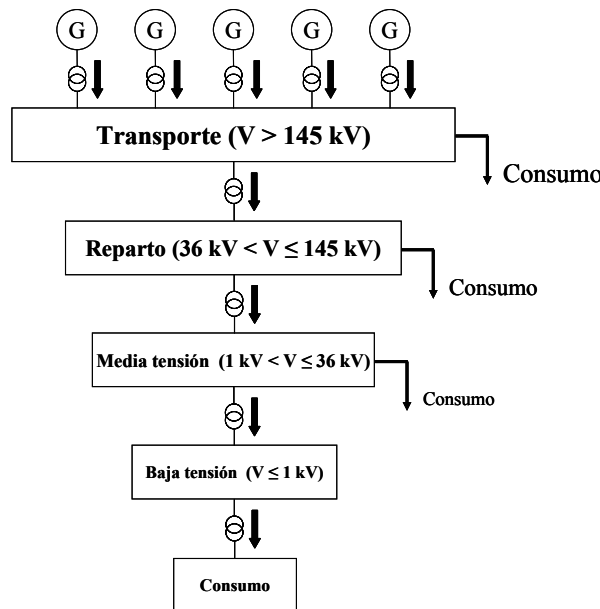 G G G G G
Transporte (V > 145 kV)
Consumo
Reparto (36 kV < V ≤ 145 kV)
Consumo
Media tensión (1 kV < V ≤ 36 kV)
Consumo
Baja tensión (V ≤ 1 kV)
Consumo